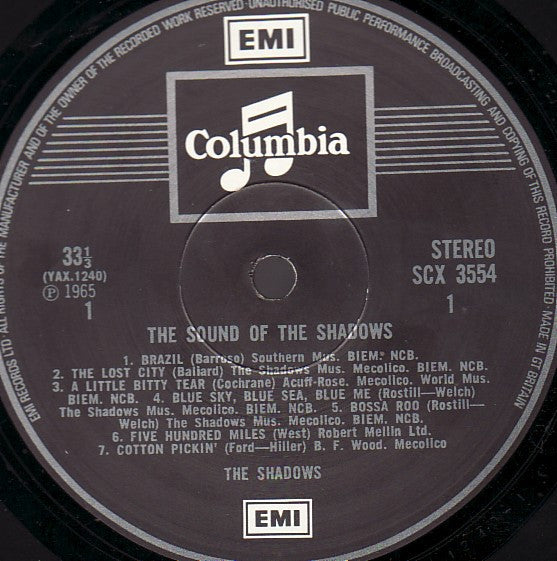 EMI RECORDS LTD ALL RIGHTS OF THE MANUFACTURER AND OF THE OWNER OF THE RECORDED WORK RESERVED·UNAUTHORISED PUBLIC PERFORMANCE BROADCASTING AND COPYING OF THIS RECORD PROHIBITED·MADE IN GT BRITAIN
EMI
Columbia
33⅓
(YAX.1240)
℗ 1965
1
STEREO
SCX 3554
1
THE SOUND OF THE SHADOWS
1. BRAZIL (Barroso) Southern Mus. BIEM. NCB.
2. THE LOST CITY (Ballard) The Shadows Mus. Mecolico. BIEM. NCB.
3. A LITTLE BITTY TEAR (Cochrane) Acuff-Rose. Mecolico. World Mus.
BIEM. NCB. 4. BLUE SKY, BLUE SEA, BLUE ME (Rostill—Welch)
The Shadows Mus. Mecolico. BIEM. NCB. 5. BOSSA ROO (Rostill—
Welch) The Shadows Mus. Mecolico. BIEM. NCB.
6. FIVE HUNDRED MILES (West) Robert Mellin Ltd.
7. COTTON PICKIN' (Ford—Hiller) B. F. Wood. Mecolico
THE SHADOWS
EMI